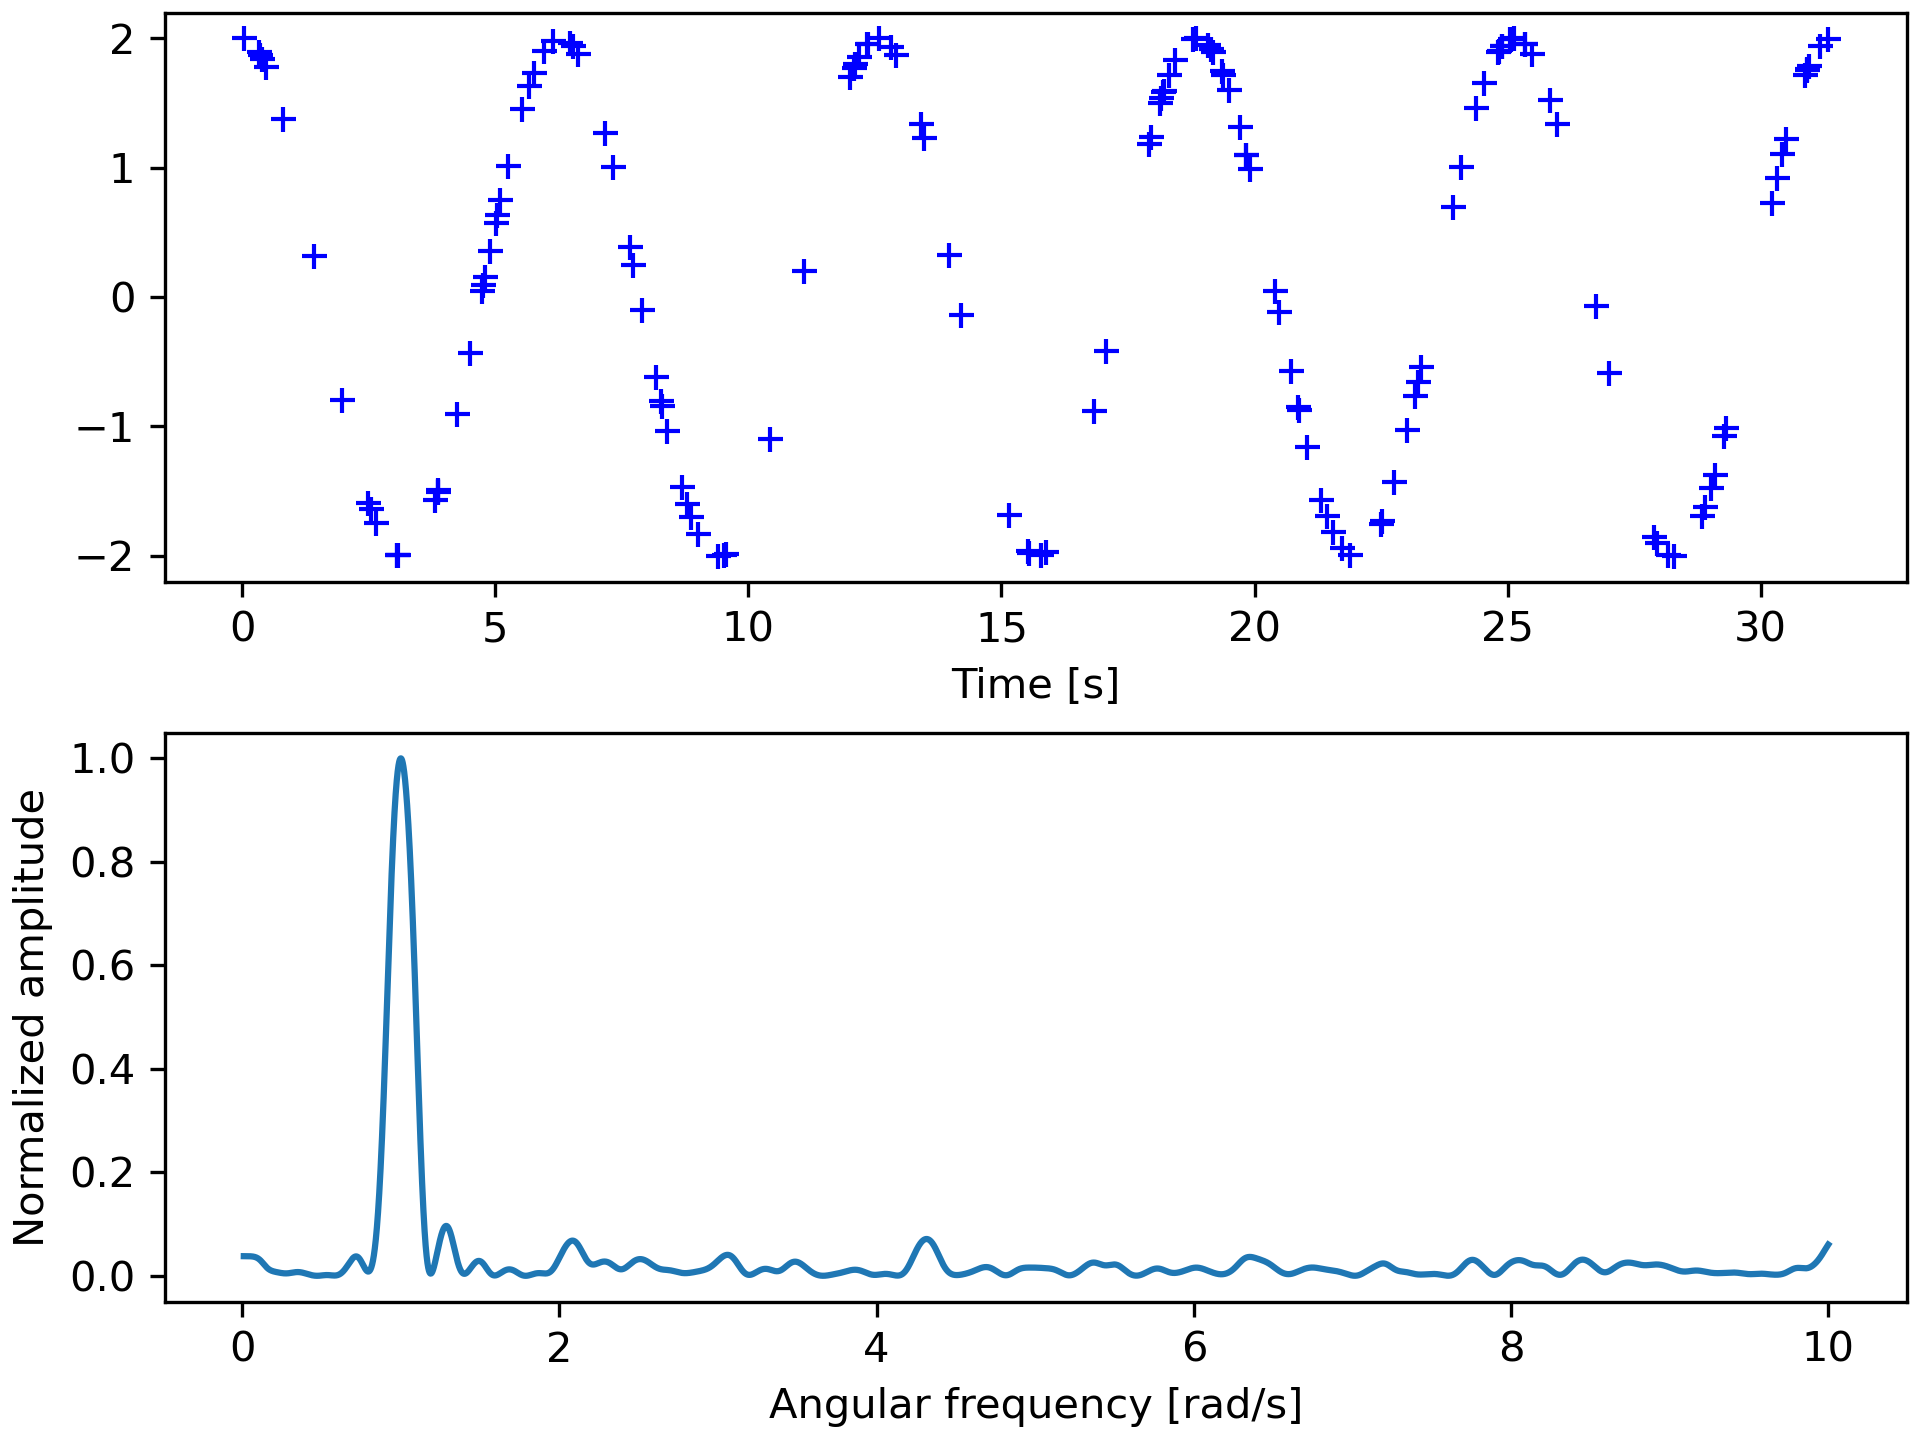 2
1
0
−1
−2
0 5 10 15 20 25 30
Time [s]
Normalized amplitude
1.0
0.8
0.6
0.4
0.2
0.0
0 2 4 6 8 10
Angular frequency [rad/s]